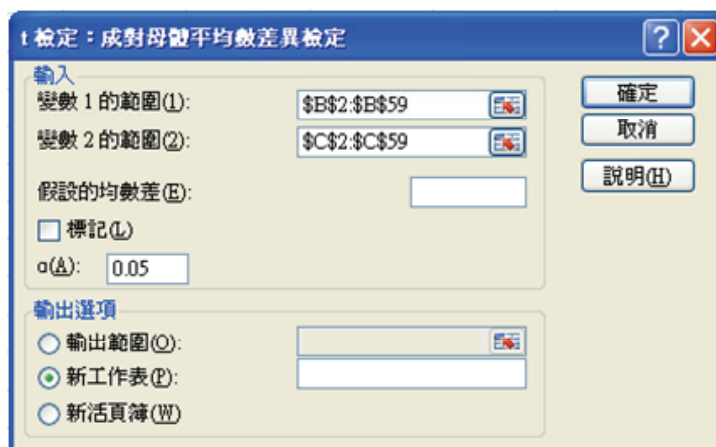 t 檢定：成對母體平均數差異檢定
輸入
變數 1 的範圍(1): $B$2:$B$59
變數 2 的範圍(2): $C$2:$C$59
假設的均數差(E):
標記(L)
α(A): 0.05
輸出選項
輸出範圍(O):
新工作表(P):
新活頁簿(W)
確定
取消
說明(H)